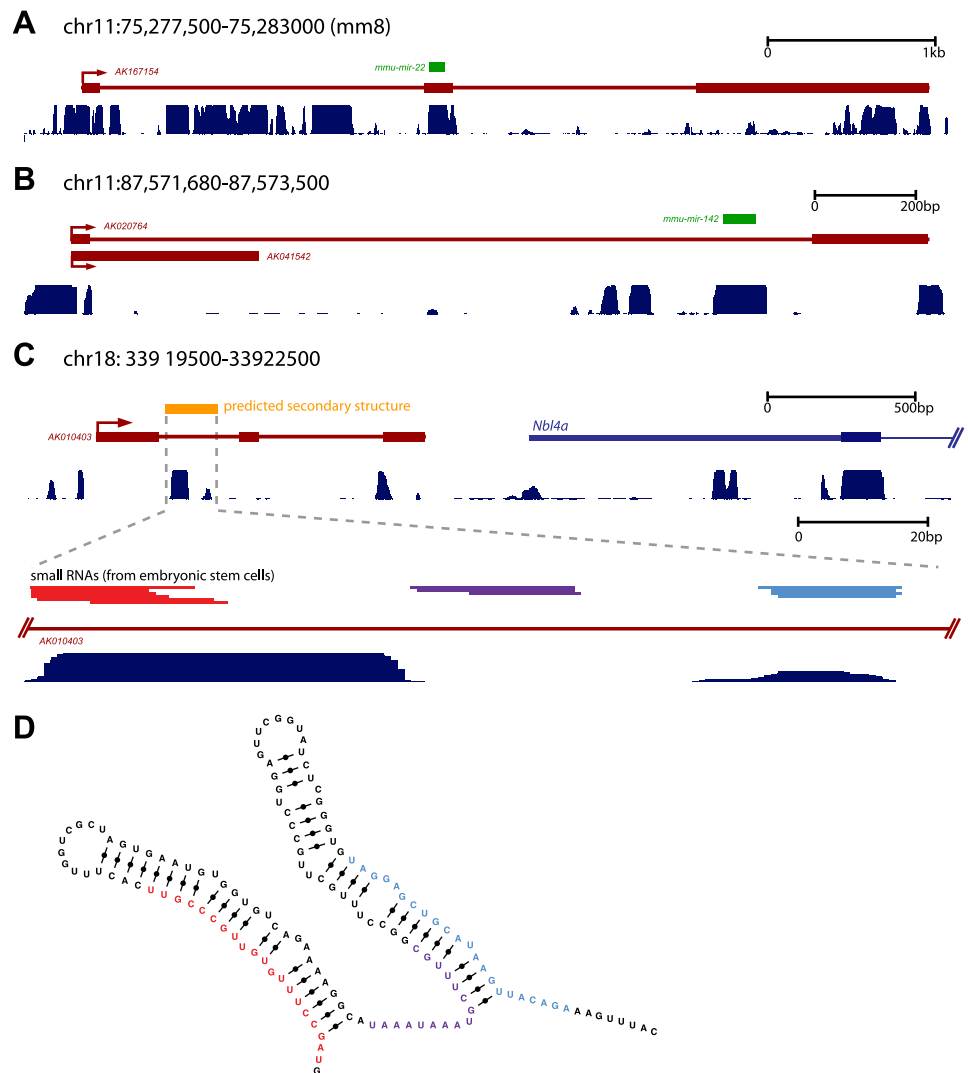 A chr11:75,277,500-75,283000 (mm8)
0 1kb
mmu-mir-22
AK167154
B chr11:87,571,680-87,573,500
0 200bp
mmu-mir-142
AK020764
AK041542
C chr18: 339 19500-33922500
predicted secondary structure
0 500bp
AK010403
Nbl4a
0 20bp
small RNAs (from embryonic stem cells)
AK010403
D
GUAGCCUUUGUGUUGCCCGUUCACUUUGGUCGCUAGUGAAUGUGGUGUCAGAAAAGGCAUAAAUAAAUGCUUUGCGGCCUUUGCUUGCCCUGGAGUUCGGUAUCUCGGGGUGUAGGAGCUGCAUAAGUUACAGAAAGUUUAC